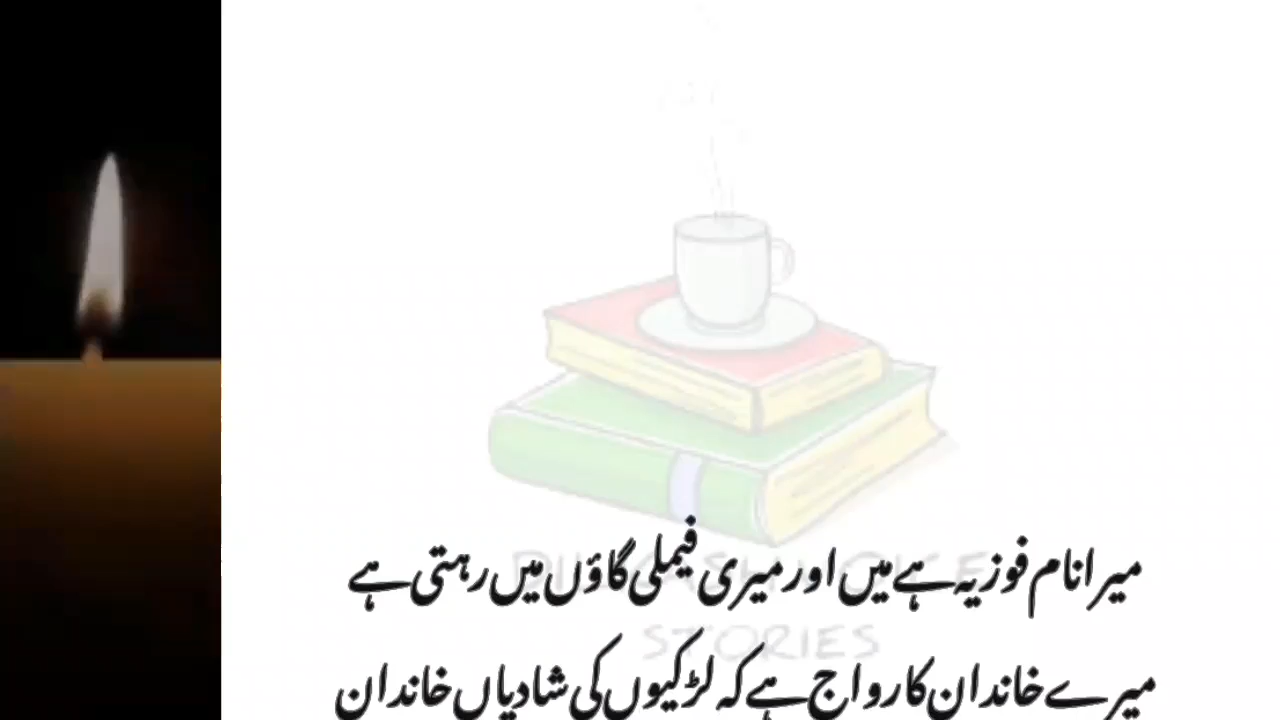 میرا نام فوزیہ ہے میں اور میری فیملی گاؤں میں رہتی ہے
STORIES
میرے خاندان کا رواج ہے کہ لڑکیوں کی شادیاں خاندان